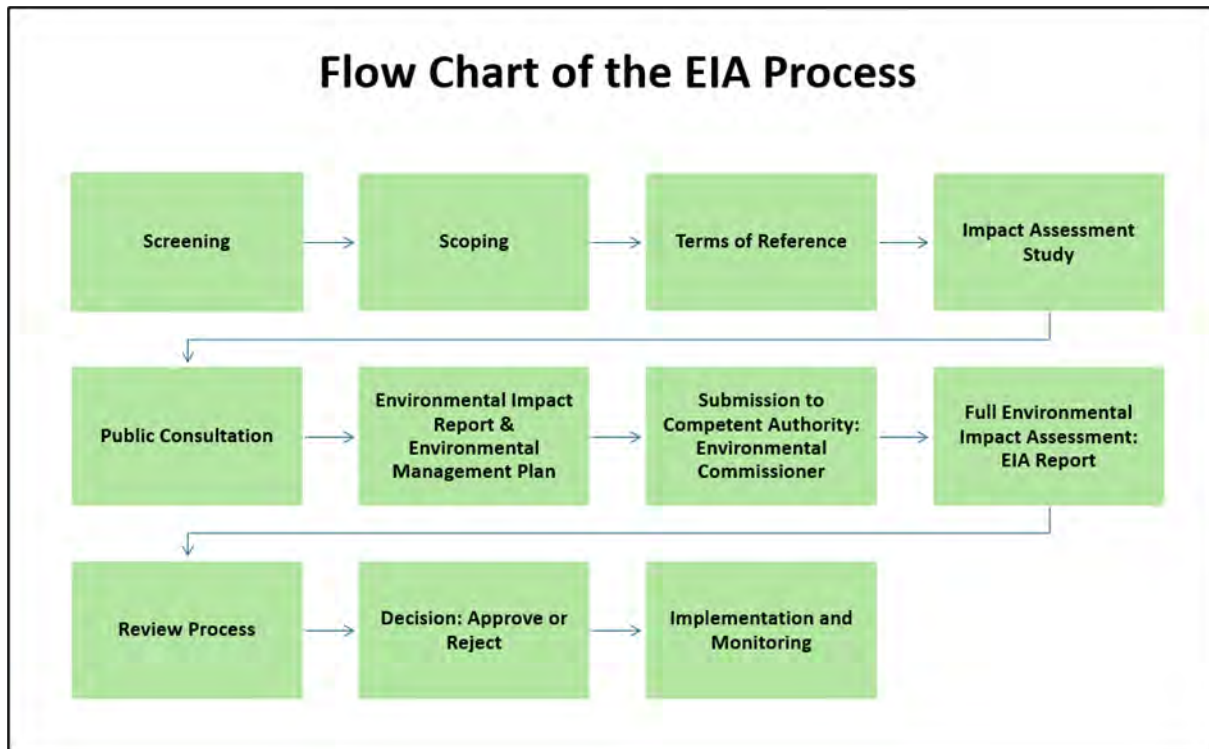 Flow Chart of the EIA Process
Screening
Scoping
Terms of Reference
Impact Assessment
Study
Public Consultation
Environmental Impact
Report &
Environmental
Management Plan
Submission to
Competent Authority:
Environmental
Commissioner
Full Environmental
Impact Assessment:
EIA Report
Review Process
Decision: Approve or
Reject
Implementation and
Monitoring